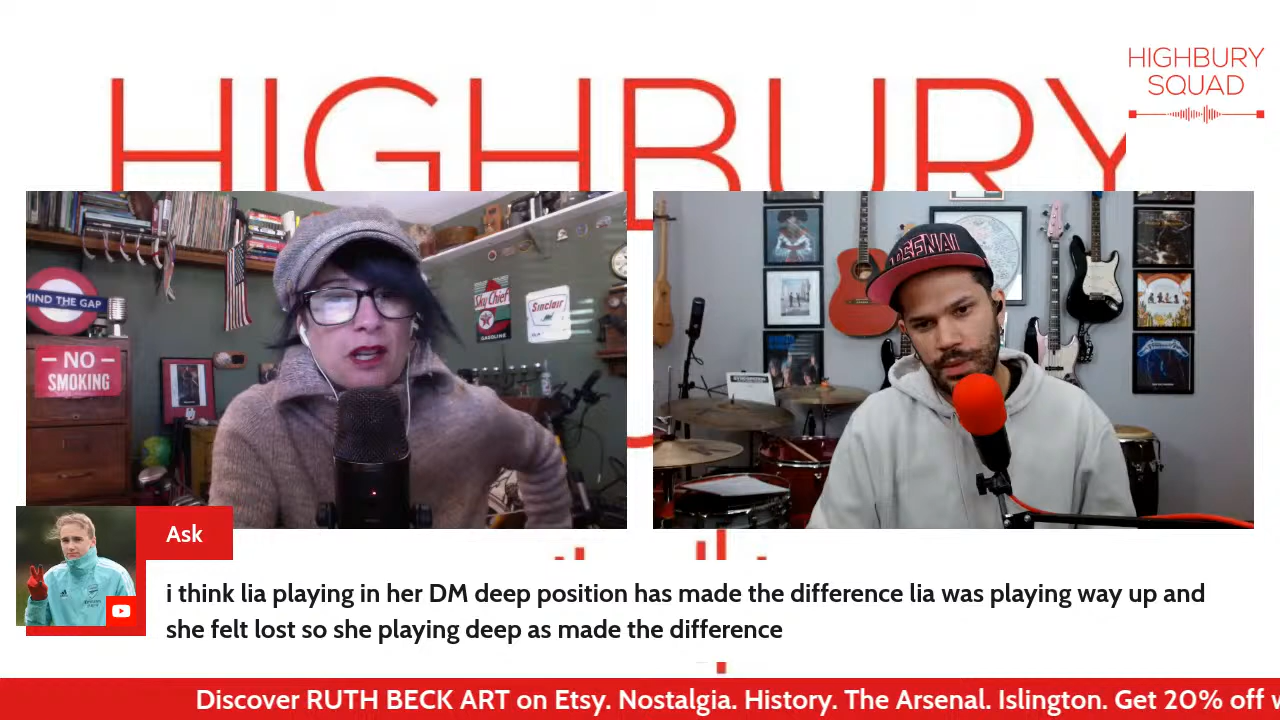 HIGHBURY
HIGHBURY
SQUAD
MIND THE GAP
NO
SMOKING
Sky Chief
GASOLINE
Sinclair
Ask
i think lia playing in her DM deep position has made the difference lia was playing way up and
she felt lost so she playing deep as made the difference
Discover RUTH BECK ART on Etsy. Nostalgia. History. The Arsenal. Islington. Get 20% off w